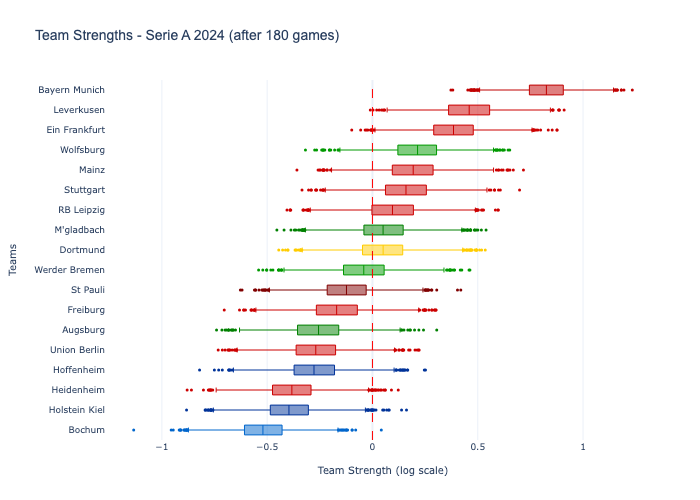 Team Strengths - Serie A 2024 (after 180 games)
Bayern Munich
Leverkusen
Ein Frankfurt
Wolfsburg
Mainz
Stuttgart
RB Leipzig
M'gladbach
Dortmund
Werder Bremen
St Pauli
Freiburg
Augsburg
Union Berlin
Hoffenheim
Heidenheim
Holstein Kiel
Bochum
Teams
−1 −0.5 0 0.5 1
Team Strength (log scale)